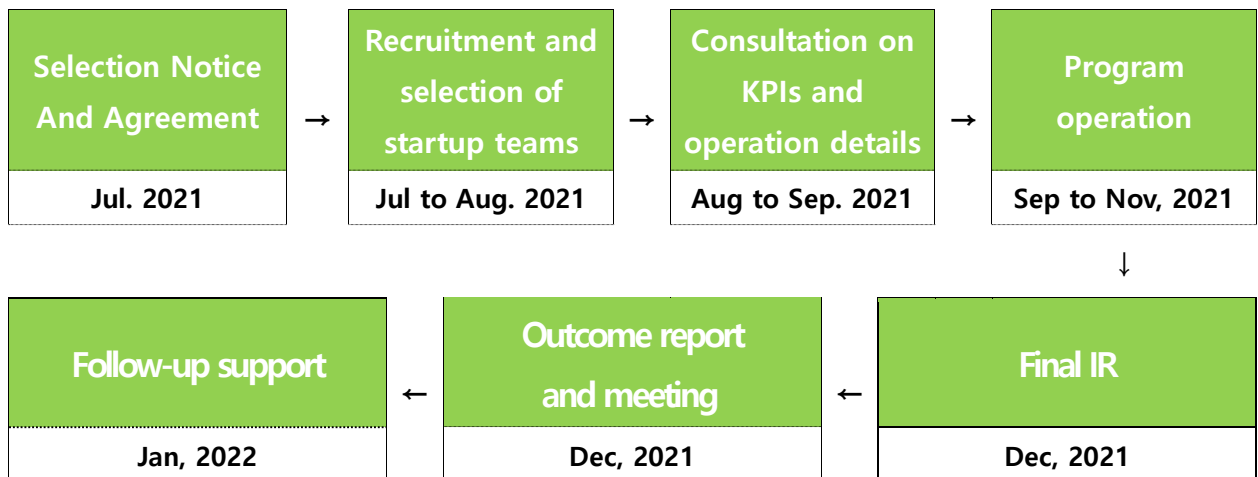 Selection Notice
And Agreement
Jul. 2021
→
Recruitment and
selection of
startup teams
Jul to Aug. 2021
→
Consultation on
KPIs and
operation details
Aug to Sep. 2021
→
Program
operation
Sep to Nov, 2021
↓
Final IR
Dec, 2021
←
Outcome report
and meeting
Dec, 2021
←
Follow-up support
Jan, 2022